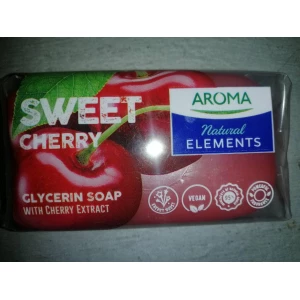 SWEET
CHERRY
GLYCERIN SOAP
WITH CHERRY EXTRACT
AROMA
Natural
ELEMENTS
VEGAN